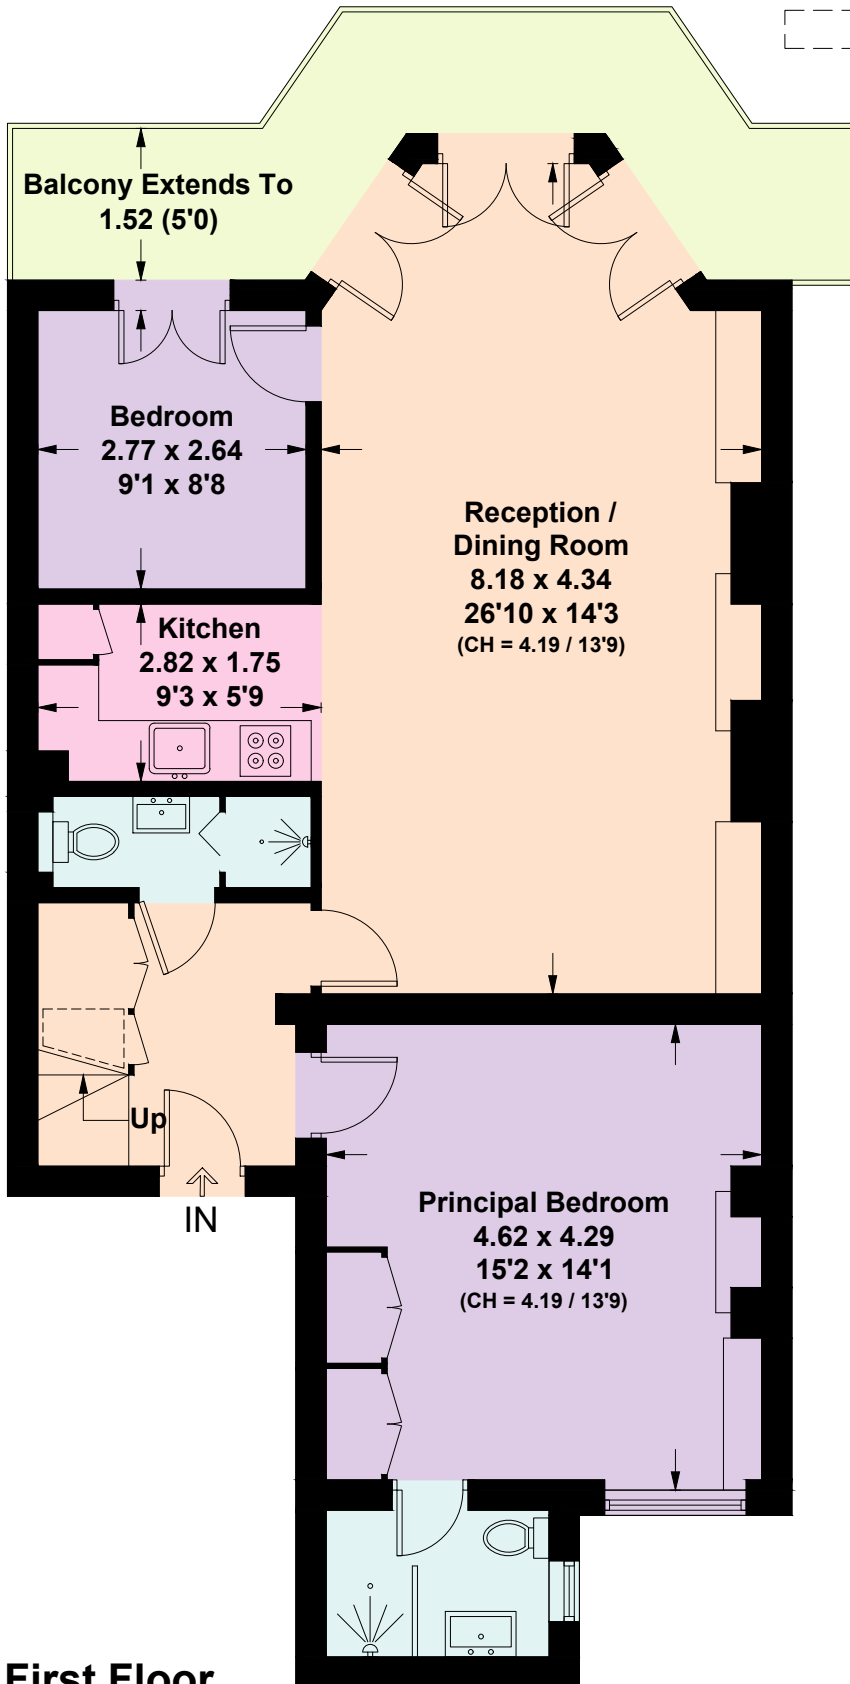 Balcony Extends To
1.52 (5'0)
Bedroom
2.77 x 2.64
9'1 x 8'8
Reception /
Dining Room
8.18 x 4.34
26'10 x 14'3
(CH = 4.19 / 13'9)
Kitchen
2.82 x 1.75
9'3 x 5'9
Up
IN
Principal Bedroom
4.62 x 4.29
15'2 x 14'1
(CH = 4.19 / 13'9)
First Floor